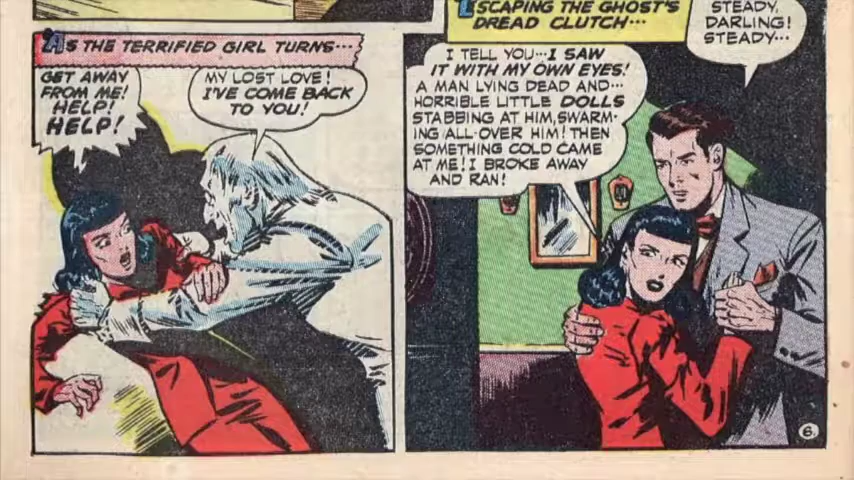 AS THE TERRIFIED GIRL TURNS...
GET AWAY
FROM ME!
HELP!
HELP!
MY LOST LOVE!
I'VE COME BACK
TO YOU!
ESCAPING THE GHOST'S
DREAD CLUTCH...
STEADY,
DARLING!
STEADY...
I TELL YOU...I SAW
IT WITH MY OWN EYES!
A MAN LYING DEAD AND...
HORRIBLE LITTLE DOLLS
STABBING AT HIM, SWARM-
ING ALL OVER HIM! THEN
SOMETHING COLD CAME
AT ME! I BROKE AWAY
AND RAN!
6